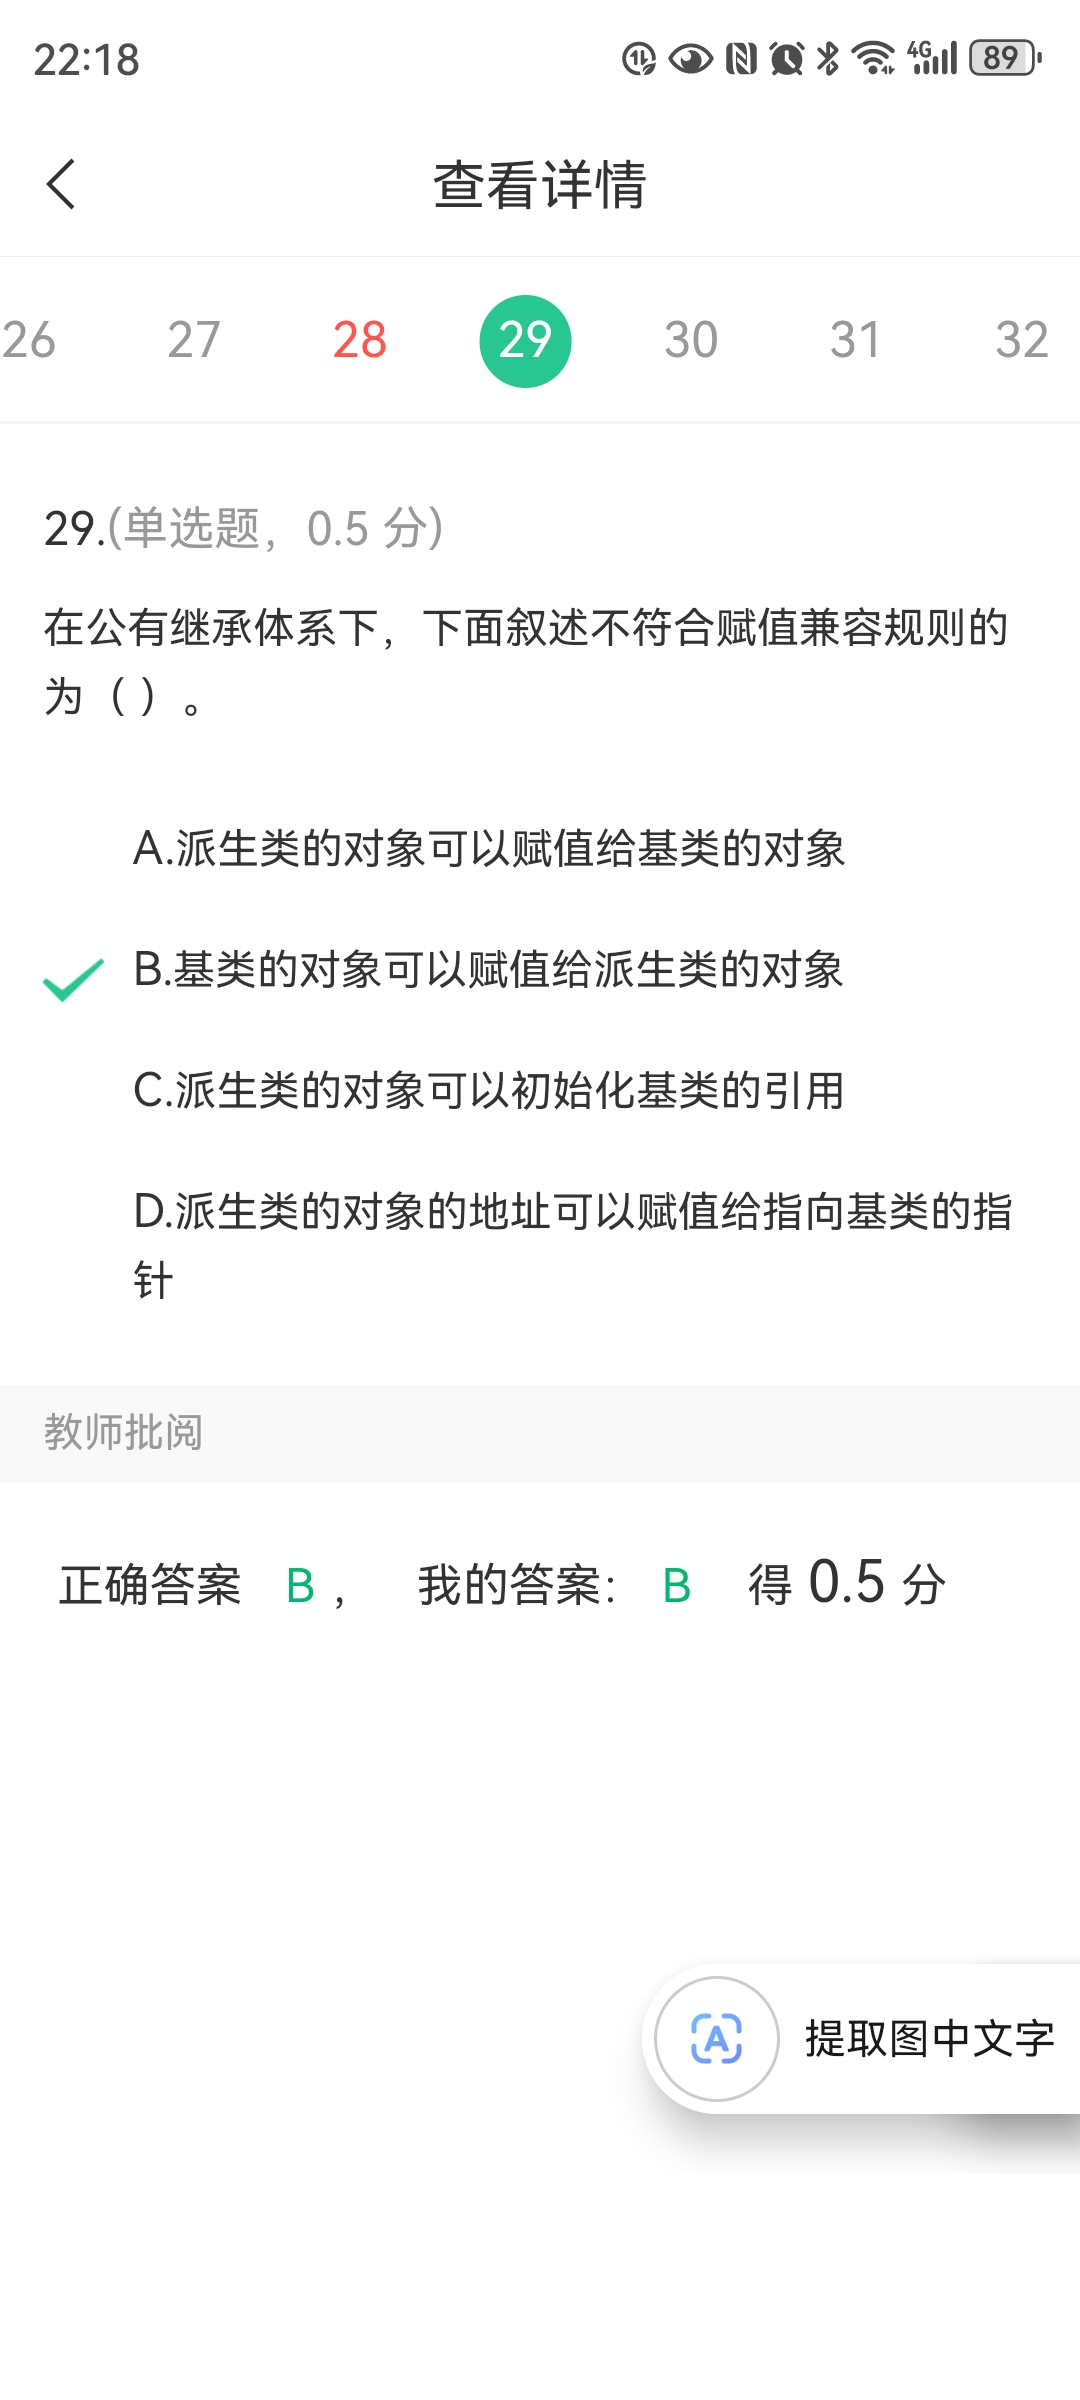 22:18
4G
89
查看详情
26 27 28 29 30 31 32
29.(单选题，0.5 分)
在公有继承体系下，下面叙述不符合赋值兼容规则的
为（ ）。
A.派生类的对象可以赋值给基类的对象
B.基类的对象可以赋值给派生类的对象
C.派生类的对象可以初始化基类的引用
D.派生类的对象的地址可以赋值给指向基类的指
针
教师批阅
正确答案 B ， 我的答案： B 得 0.5 分
A 提取图中文字